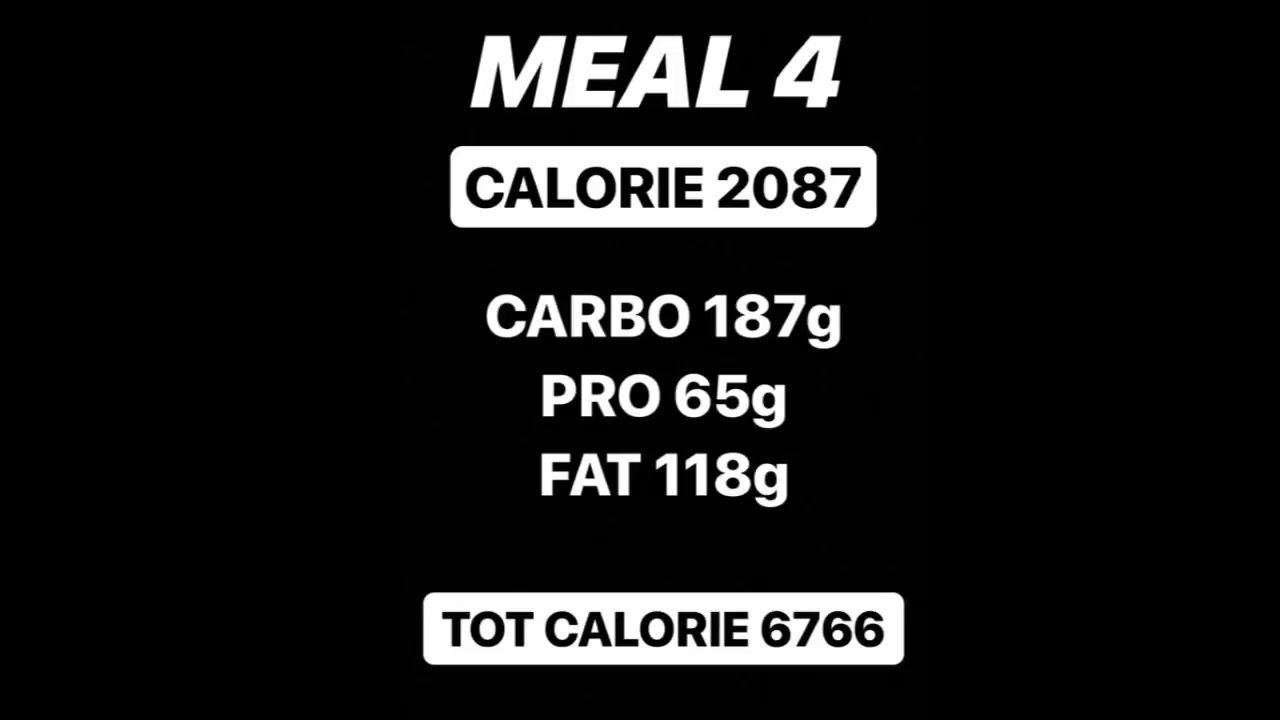 MEAL 4
CALORIE 2087
CARBO 187g
PRO 65g
FAT 118g
TOT CALORIE 6766